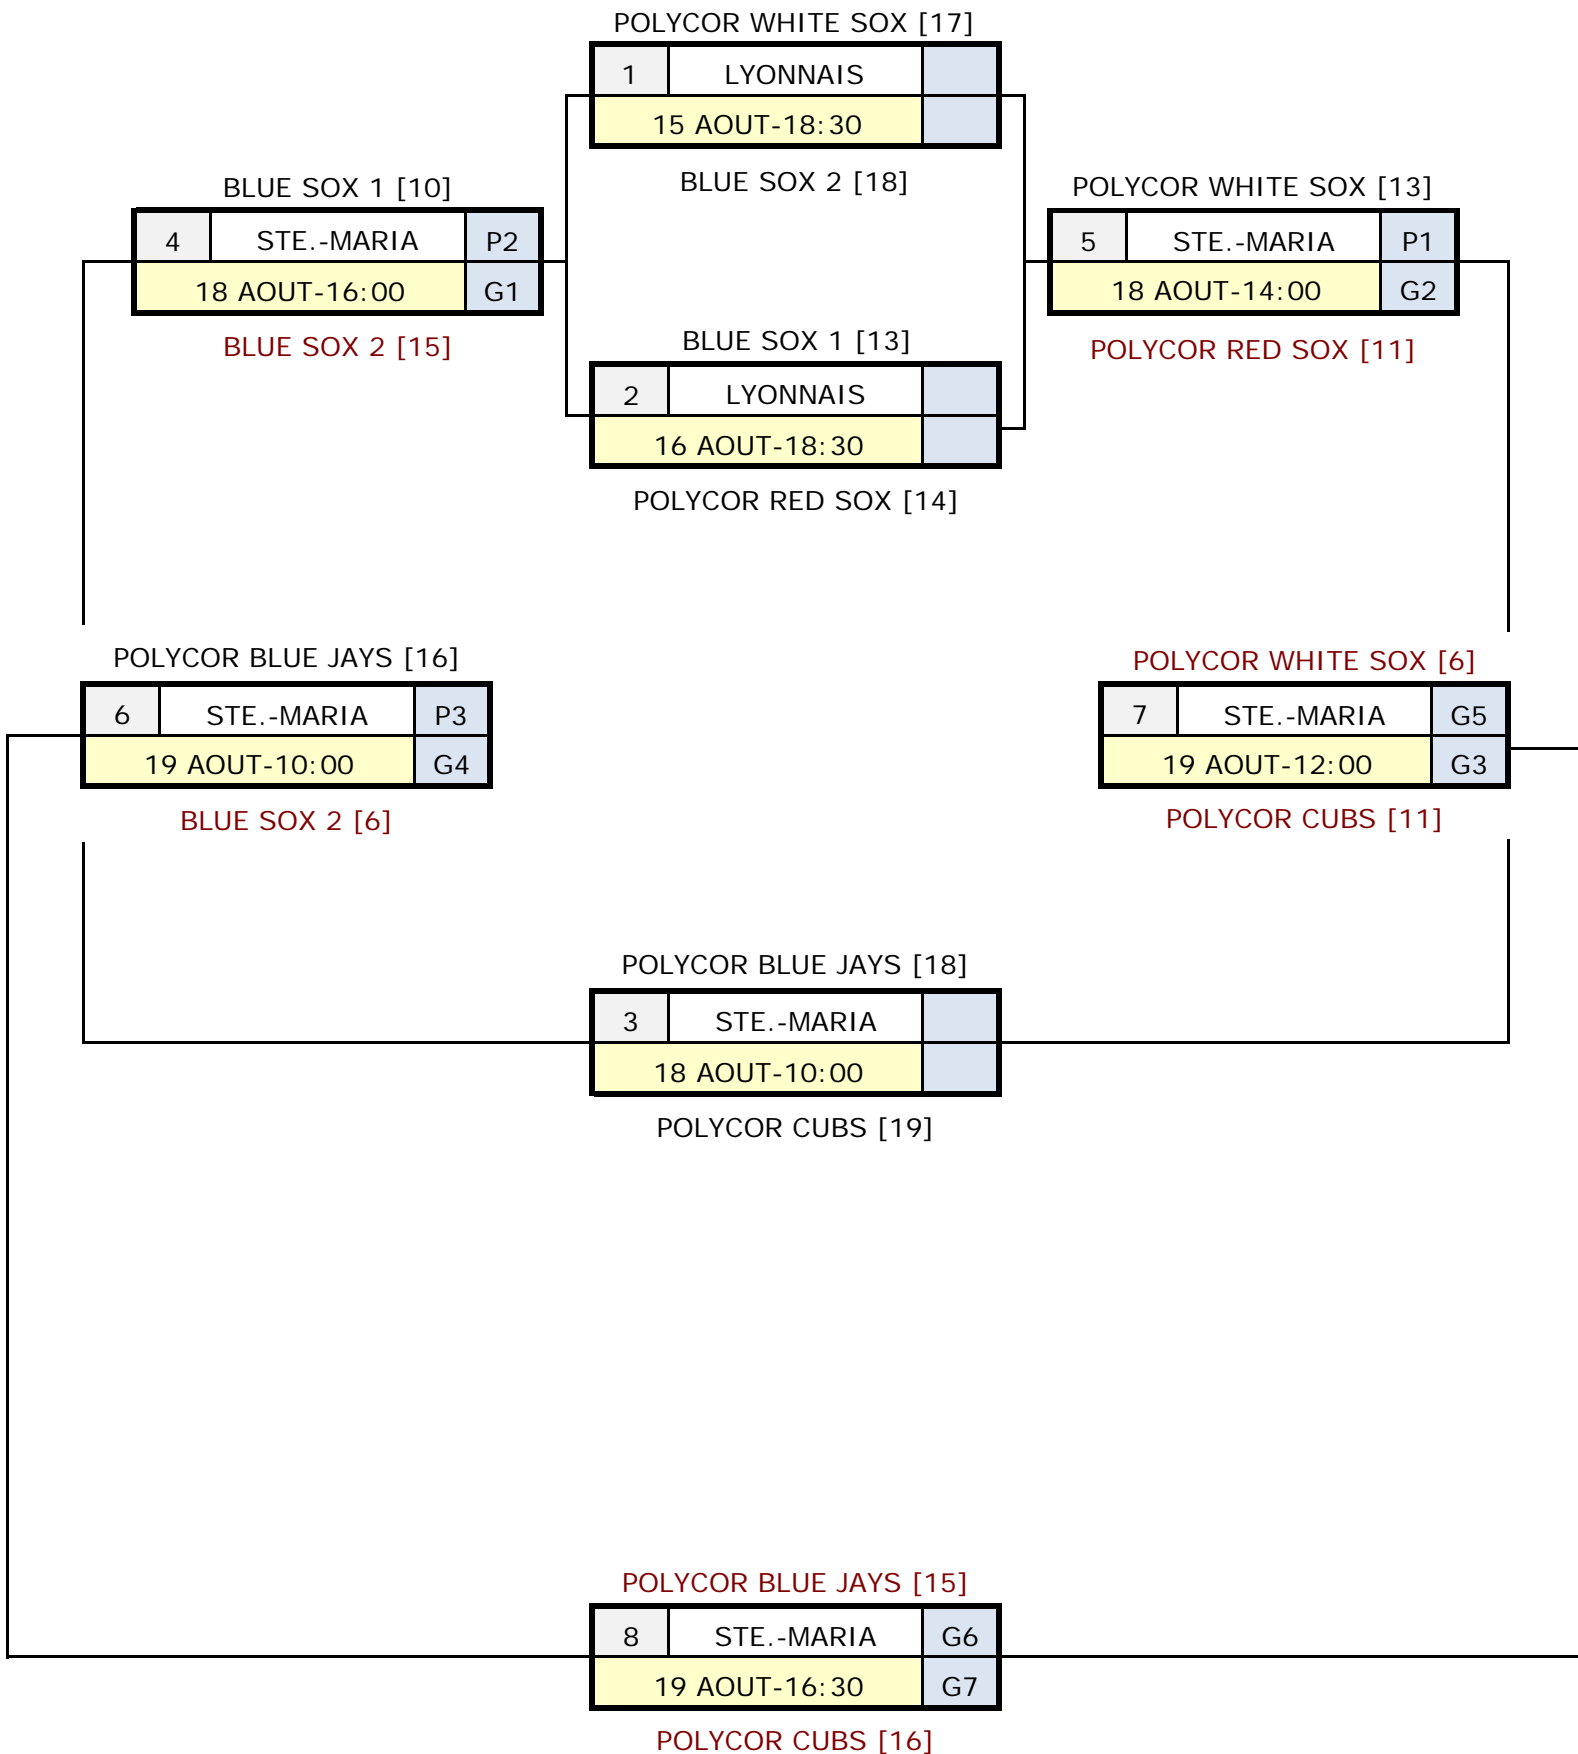 POLYCOR WHITE SOX [17]
1 LYONNAIS
15 AOUT-18:30
BLUE SOX 2 [18]
BLUE SOX 1 [10]
4 STE.-MARIA P2
18 AOUT-16:00 G1
BLUE SOX 2 [15]
POLYCOR WHITE SOX [13]
5 STE.-MARIA P1
18 AOUT-14:00 G2
POLYCOR RED SOX [11]
BLUE SOX 1 [13]
2 LYONNAIS
16 AOUT-18:30
POLYCOR RED SOX [14]
POLYCOR BLUE JAYS [16]
6 STE.-MARIA P3
19 AOUT-10:00 G4
BLUE SOX 2 [6]
POLYCOR WHITE SOX [6]
7 STE.-MARIA G5
19 AOUT-12:00 G3
POLYCOR CUBS [11]
POLYCOR BLUE JAYS [18]
3 STE.-MARIA
18 AOUT-10:00
POLYCOR CUBS [19]
POLYCOR BLUE JAYS [15]
8 STE.-MARIA G6
19 AOUT-16:30 G7
POLYCOR CUBS [16]